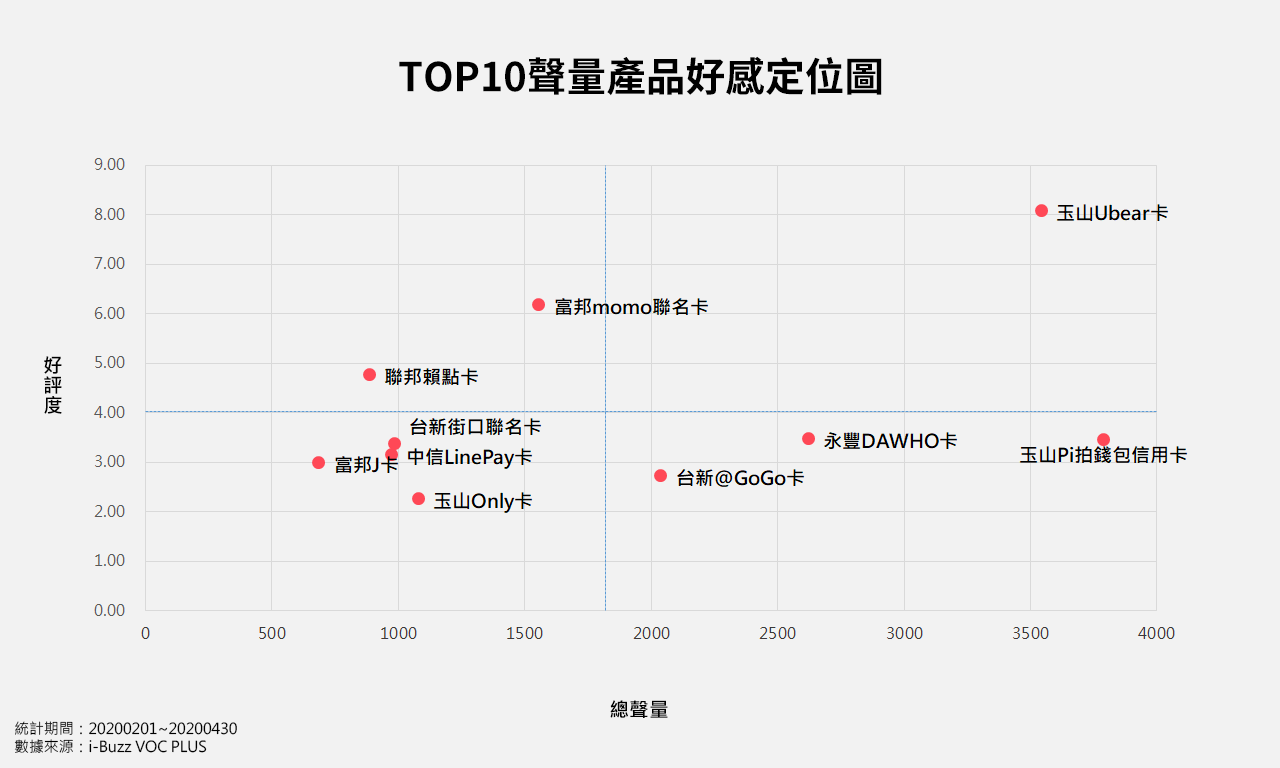 TOP10聲量產品好感定位圖
9.00
8.00
7.00
6.00
5.00
4.00
3.00
2.00
1.00
0.00
好評度
玉山Ubear卡
富邦momo聯名卡
聯邦賴點卡
台新街口聯名卡
永豐DAWHO卡
玉山Pi拍錢包信用卡
中信LinePay卡
富邦J卡
台新@GoGo卡
玉山Only卡
0
500
1000
1500
2000
2500
3000
3500
4000
總聲量
統計期間：20200201~20200430
數據來源：i-Buzz VOC PLUS